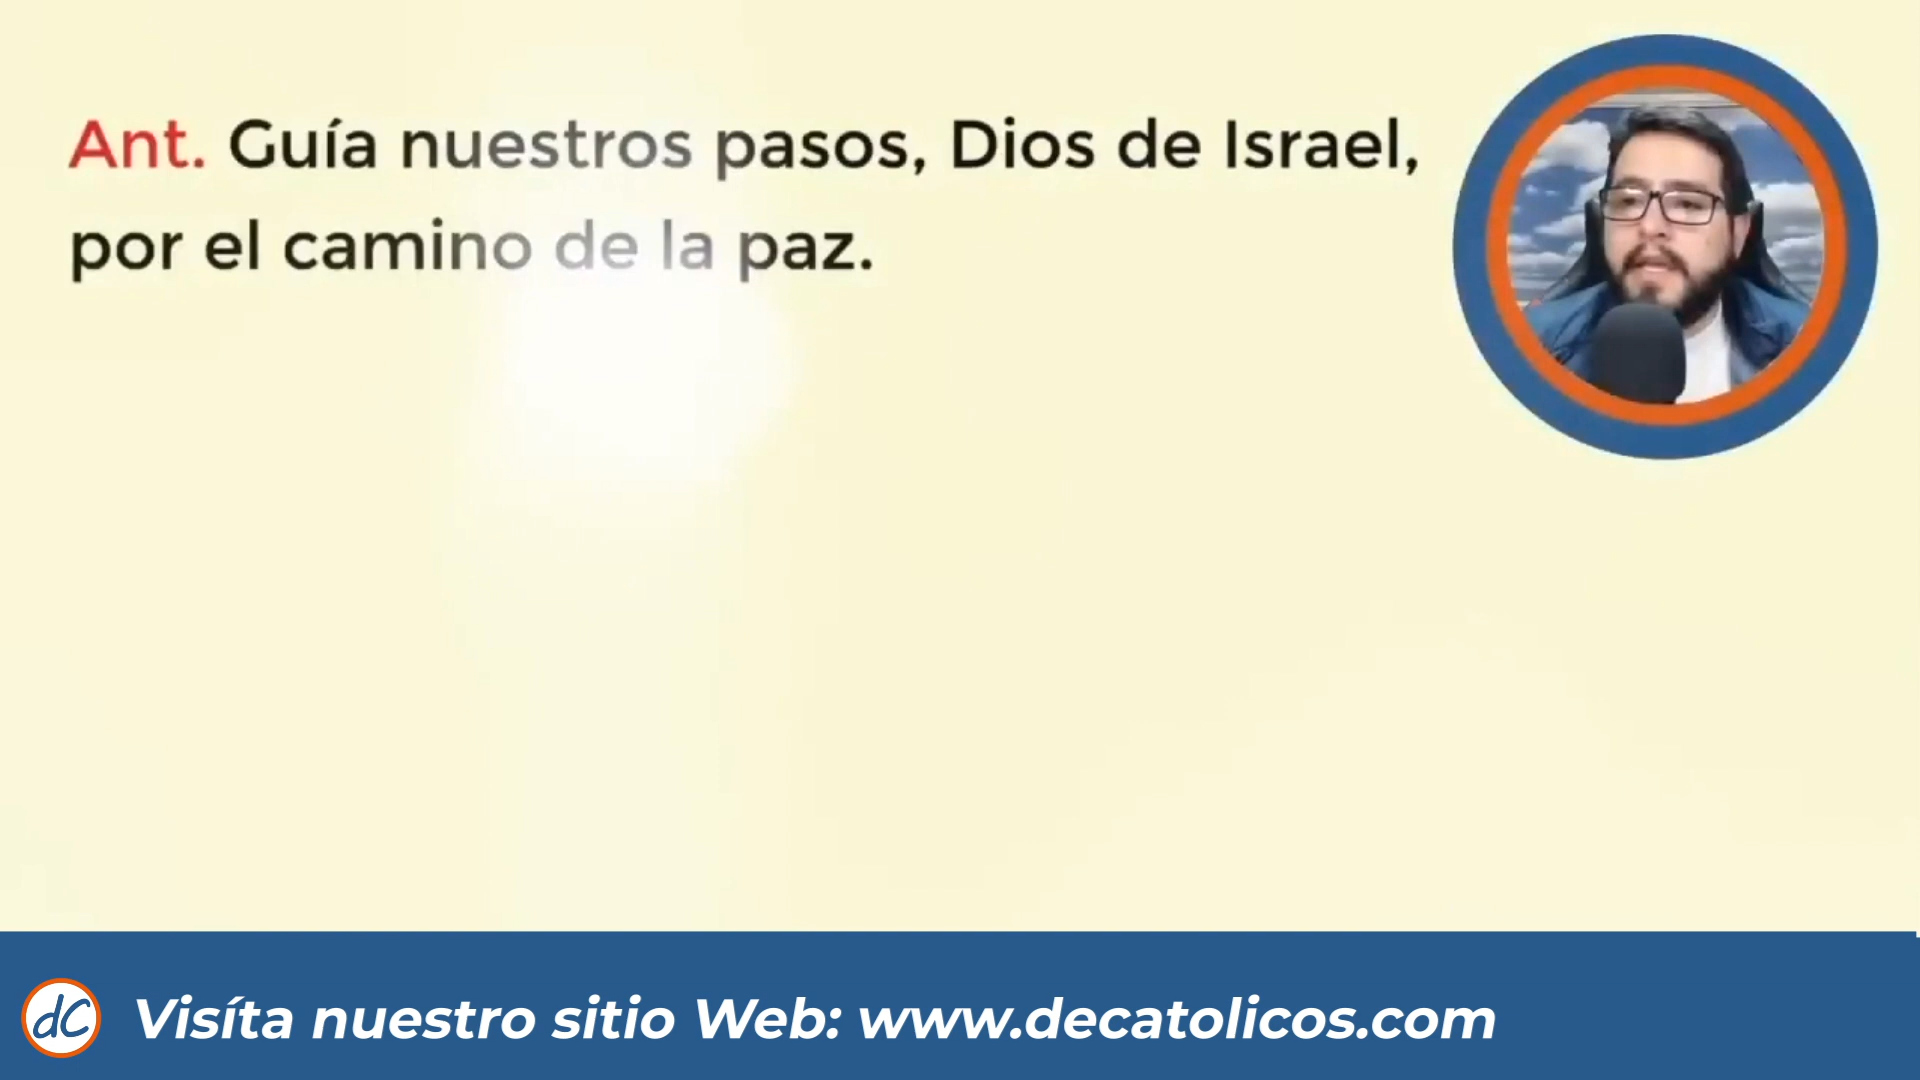 Ant. Guía nuestros pasos, Dios de Israel,
por el camino de la paz.
dC Visíta nuestro sitio Web: www.decatolicos.com